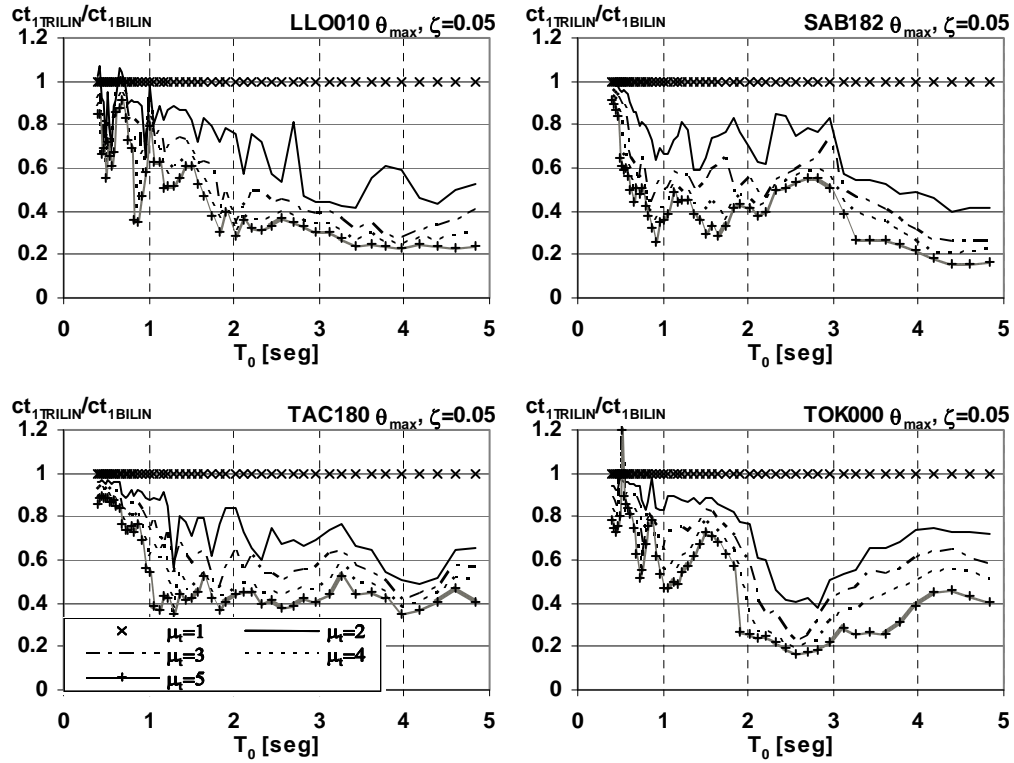 ct1TRILIN/ct1BILIN LLO010 θmax, ζ=0.05
1.2
1
0.8
0.6
0.4
0.2
0
0 1 2 3 4 5
T0 [seg]
ct1TRILIN/ct1BILIN SAB182 θmax, ζ=0.05
1.2
1
0.8
0.6
0.4
0.2
0
0 1 2 3 4 5
T0 [seg]
ct1TRILIN/ct1BILIN TAC180 θmax, ζ=0.05
1.2
1
0.8
0.6
0.4
0.2
0
μt=1 μt=2
μt=3 μt=4
μt=5
0 1 2 3 4 5
T0 [seg]
ct1TRILIN/ct1BILIN TOK000 θmax, ζ=0.05
1.2
1
0.8
0.6
0.4
0.2
0
0 1 2 3 4 5
T0 [seg]